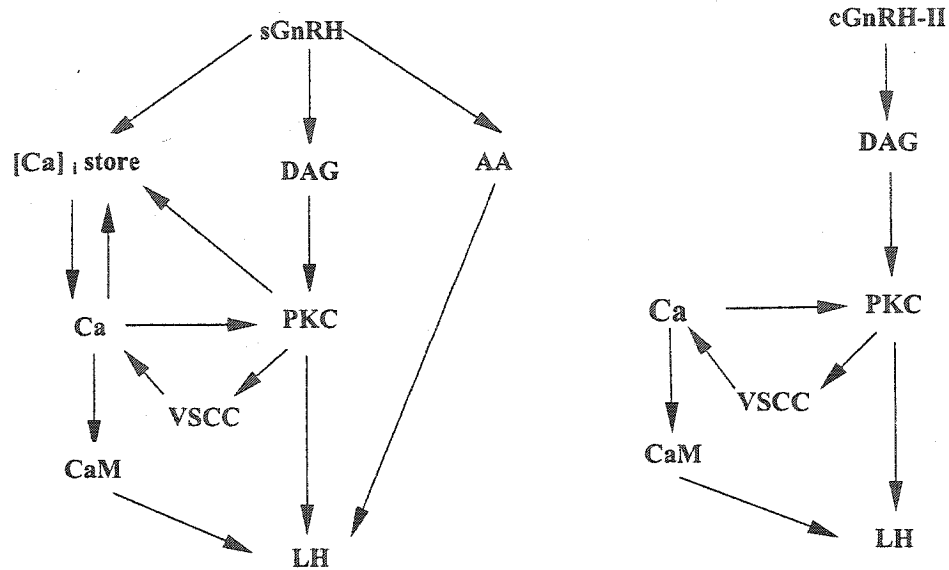 sGnRH
[Ca] i store
DAG
AA
Ca
PKC
VSCC
CaM
LH
cGnRH-II
DAG
Ca
PKC
VSCC
CaM
LH